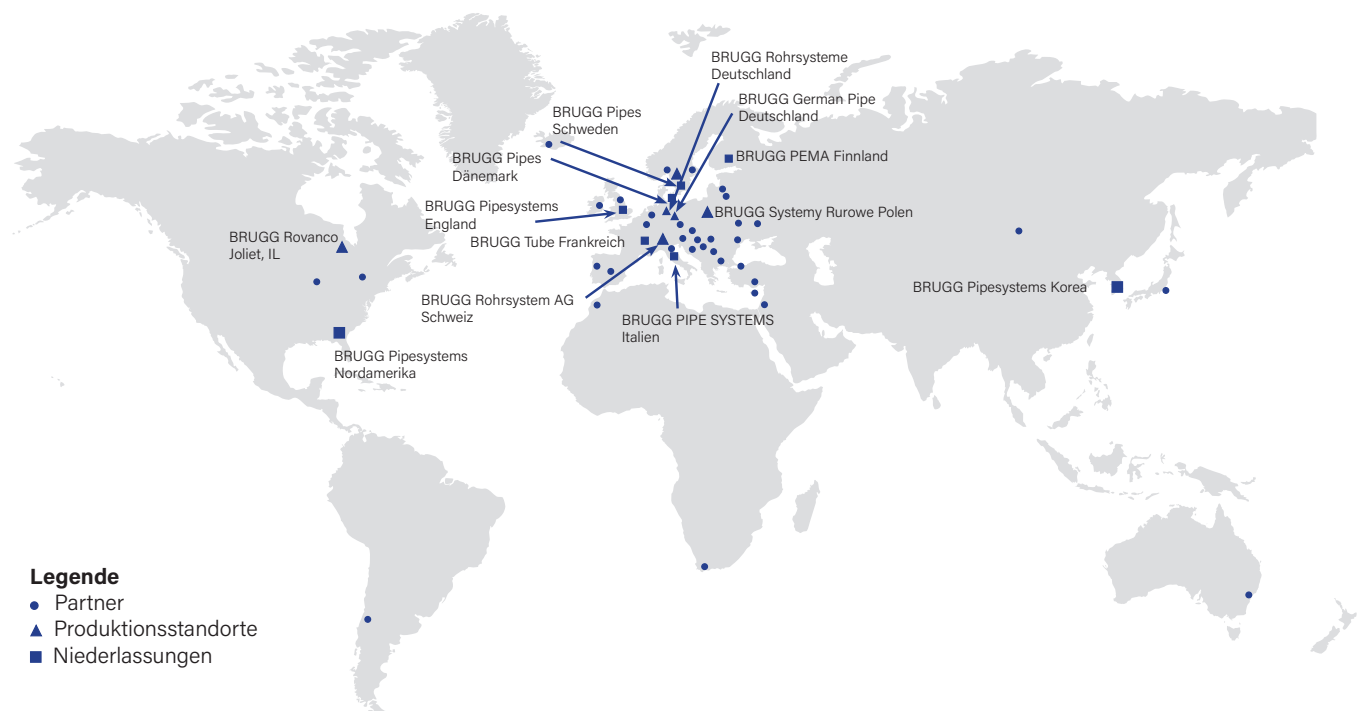 BRUGG Rohrsysteme
Deutschland
BRUGG German Pipe
Deutschland
BRUGG Pipes
Schweden
BRUGG Pipes
Dänemark
BRUGG PEMA Finnland
BRUGG Pipesystems
England
BRUGG Systemy Rurowe Polen
BRUGG Rovanco
Joliet, IL
BRUGG Tube Frankreich
BRUGG Pipesystems Korea
BRUGG Rohrsystem AG
Schweiz
BRUGG PIPE SYSTEMS
Italien
BRUGG Pipesystems
Nordamerika
Legende
Partner
Produktionsstandorte
Niederlassungen